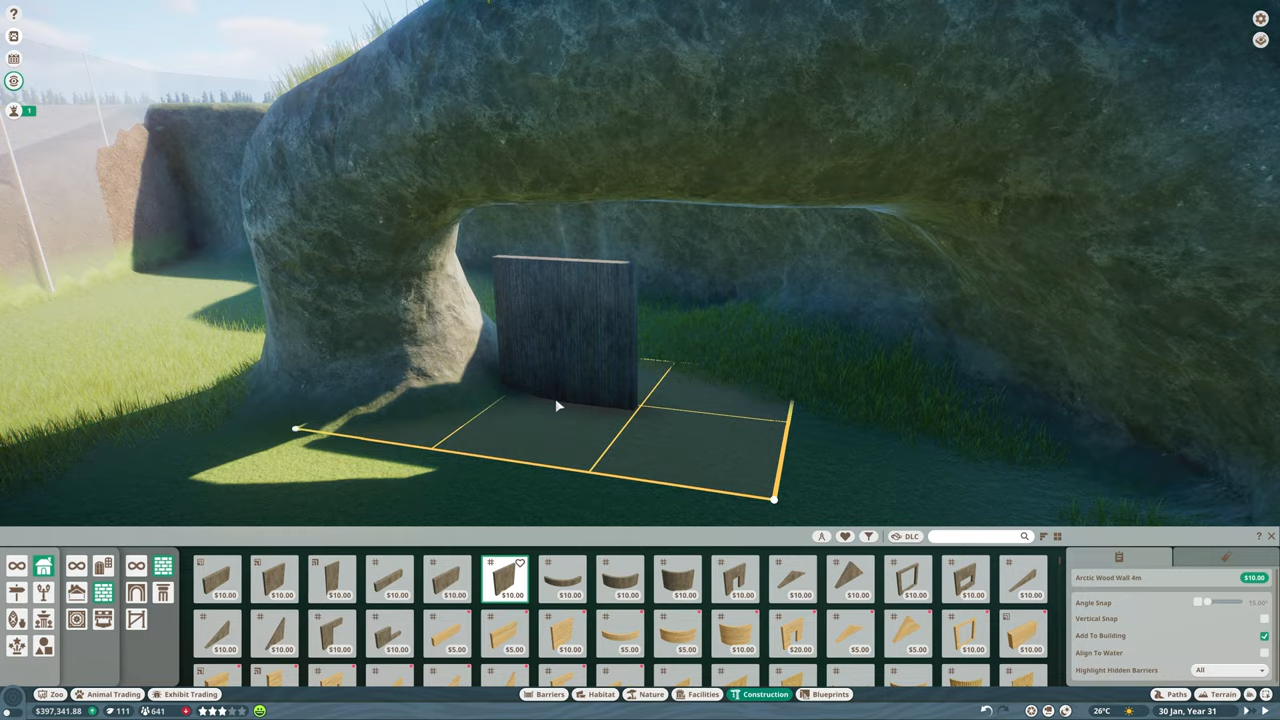 ?
1
DLC
? ×
$10.00 $10.00 $10.00 $10.00 $10.00 $10.00 $10.00 $10.00 $10.00 $10.00 $10.00 $10.00 $10.00 $10.00 $10.00
$10.00 $10.00 $10.00 $10.00 $5.00 $5.00 $10.00 $5.00 $5.00 $10.00 $20.00 $5.00 $5.00 $10.00 $10.00
Arctic Wood Wall 4m $10.00
Angle Snap 15.00°
Vertical Snap
Add To Building
Align To Water
Highlight Hidden Barriers All
Zoo Animal Trading Exhibit Trading Barriers Habitat Nature Facilities Construction Blueprints Paths Terrain
$397,341.88 111 641 26°C 30 Jan, Year 31